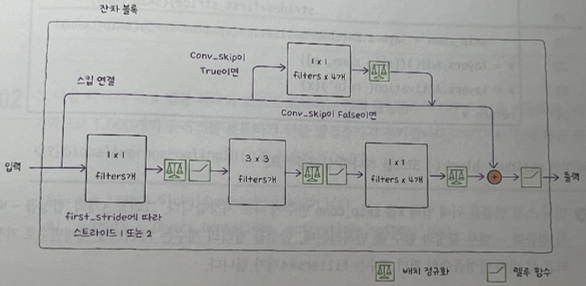 잔차 블록
Conv_skip이
True이면
1 x 1
filters x 4개
스킵 연결
Conv_skip이 False이면
입력
1 x 1
filters개
3 x 3
filters개
1 x 1
filters x 4개
+
출력
first_stride에 따라
스트라이드 1 또는 2
배치 정규화
렐루 함수